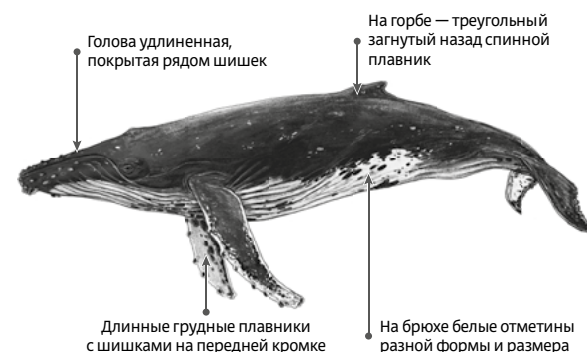 Голова удлиненная,
покрытая рядом шишек
На горбе — треугольный
загнутый назад спинной
плавник
Длинные грудные плавники
с шишками на передней кромке
На брюхе белые отметины
разной формы и размера